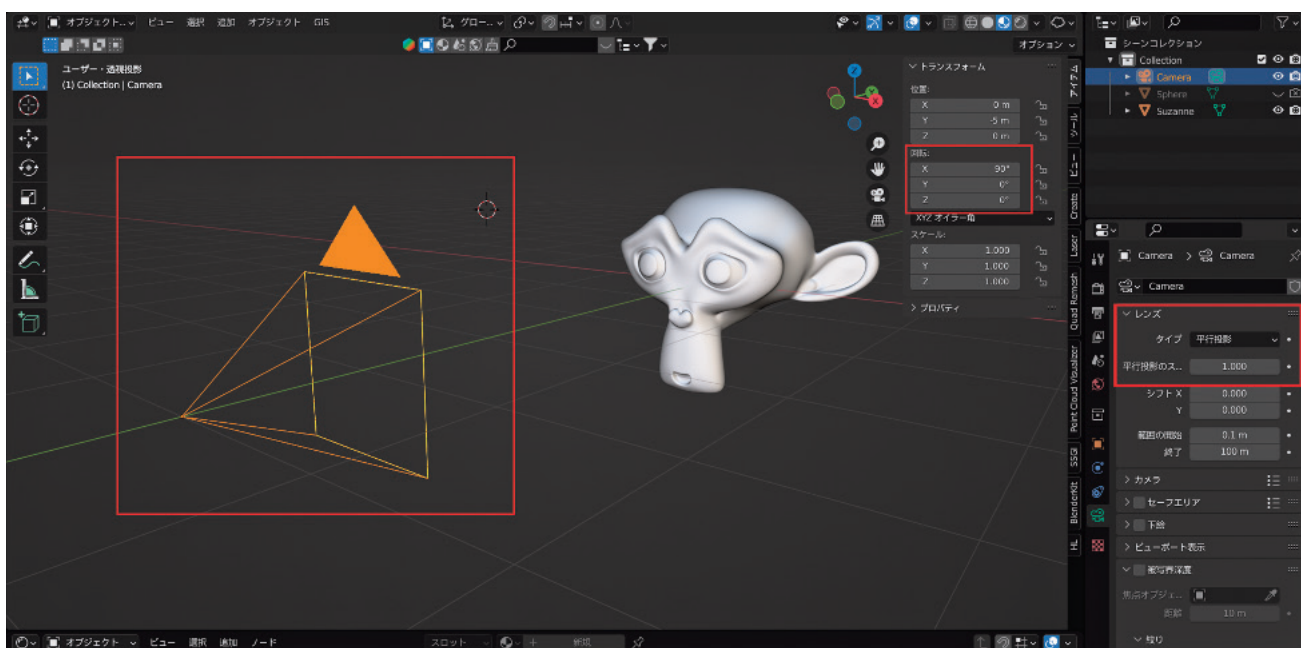 オブジェクト...
ビュー
選択
追加
オブジェクト
GIS
グロー...
オプション
ユーザー・透視投影
(1) Collection | Camera
トランスフォーム
位置:
X 0 m
Y -5 m
Z 0 m
回転:
X 90°
Y 0°
Z 0°
XYZ オイラー角
スケール:
X 1.000
Y 1.000
Z 1.000
プロパティ
アイテム
ツール
ビュー
Create
Laser
Quad Remesh
Point Cloud Visualizer
SSGI
BlenderKit
HL
シーンコレクション
Collection
Camera
Sphere
Suzanne
Camera > Camera
Camera
レンズ
タイプ 平行投影
平行投影のス... 1.000
シフト X 0.000
Y 0.000
範囲の開始 0.1 m
終了 100 m
カメラ
セーフエリア
下絵
ビューポート表示
被写界深度
焦点オブジェ...
距離 10 m
絞り
オブジェクト
ビュー
選択
追加
ノード
スロット
新規